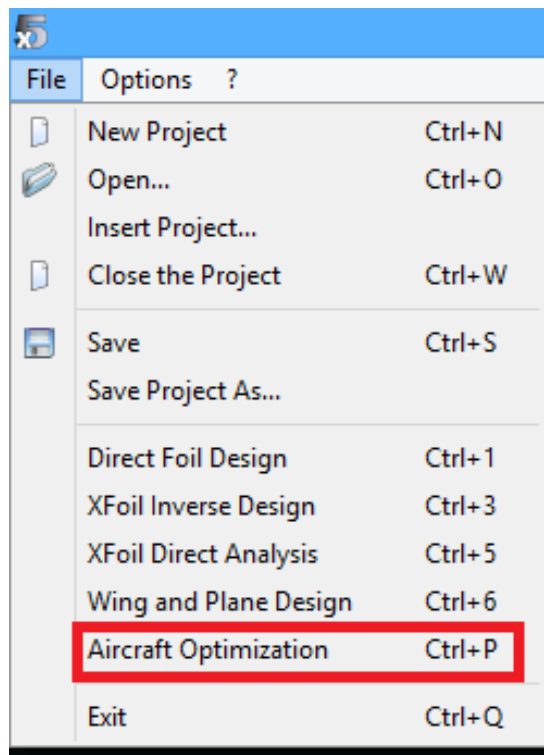 x5
File Options ?
New Project Ctrl+N
Open... Ctrl+O
Insert Project...
Close the Project Ctrl+W
Save Ctrl+S
Save Project As...
Direct Foil Design Ctrl+1
XFoil Inverse Design Ctrl+3
XFoil Direct Analysis Ctrl+5
Wing and Plane Design Ctrl+6
Aircraft Optimization Ctrl+P
Exit Ctrl+Q